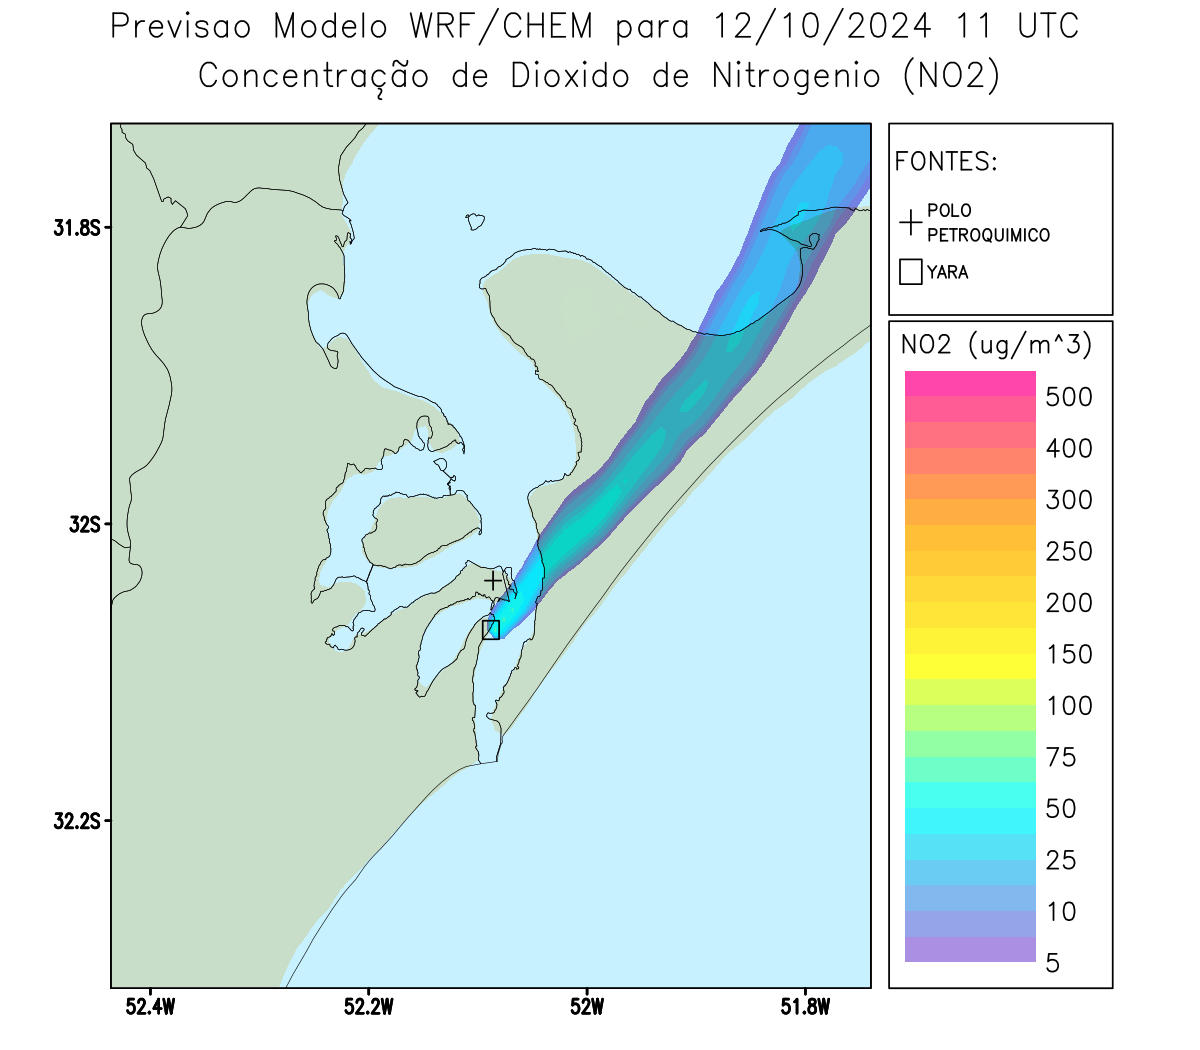 Previsao Modelo WRF/CHEM para 12/10/2024 11 UTC
Concentração de Dioxido de Nitrogenio (NO2)
FONTES:
POLO
PETROQUIMICO
YARA
NO2 (ug/m^3)
500
400
300
250
200
150
100
75
50
25
10
5
31.8S
32S
32.2S
52.4W
52.2W
52W
51.8W